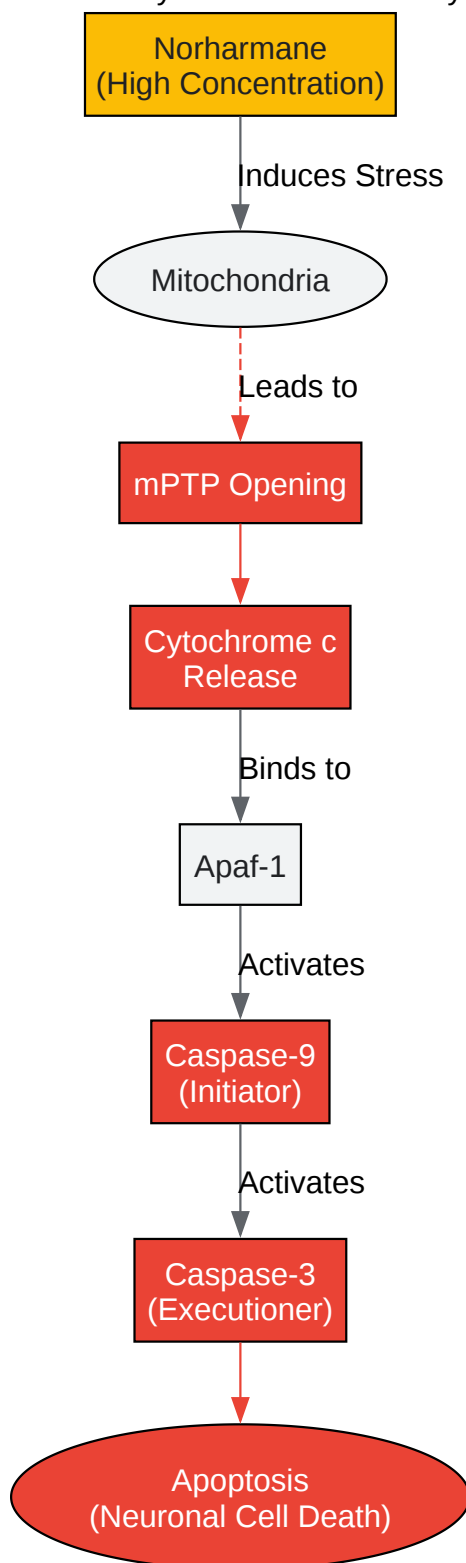 Norharmane
(High Concentration)
Induces Stress
Mitochondria
Leads to
mPTP Opening
Cytochrome c
Release
Binds to
Apaf-1
Activates
Caspase-9
(Initiator)
Activates
Caspase-3
(Executioner)
Apoptosis
(Neuronal Cell Death)